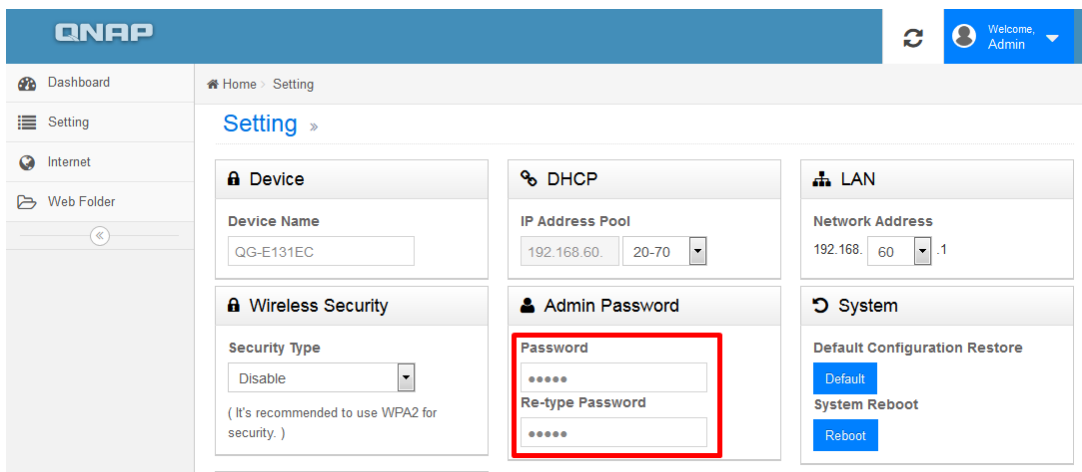 QNAP
Welcome,
Admin
Dashboard
Setting
Internet
Web Folder
Home > Setting
Setting »
Device
Device Name
QG-E131EC
DHCP
IP Address Pool
192.168.60. 20-70
LAN
Network Address
192.168. 60 .1
Wireless Security
Security Type
Disable
( It's recommended to use WPA2 for
security. )
Admin Password
Password
•••••
Re-type Password
•••••
System
Default Configuration Restore
Default
System Reboot
Reboot